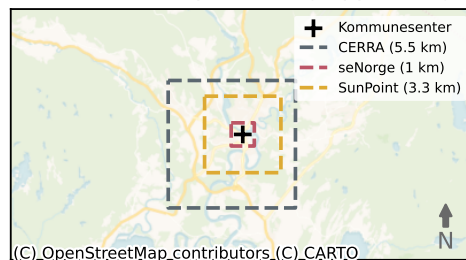 Kommunesenter
CERRA (5.5 km)
seNorge (1 km)
SunPoint (3.3 km)
N
(C) OpenStreetMap contributors (C) CARTO